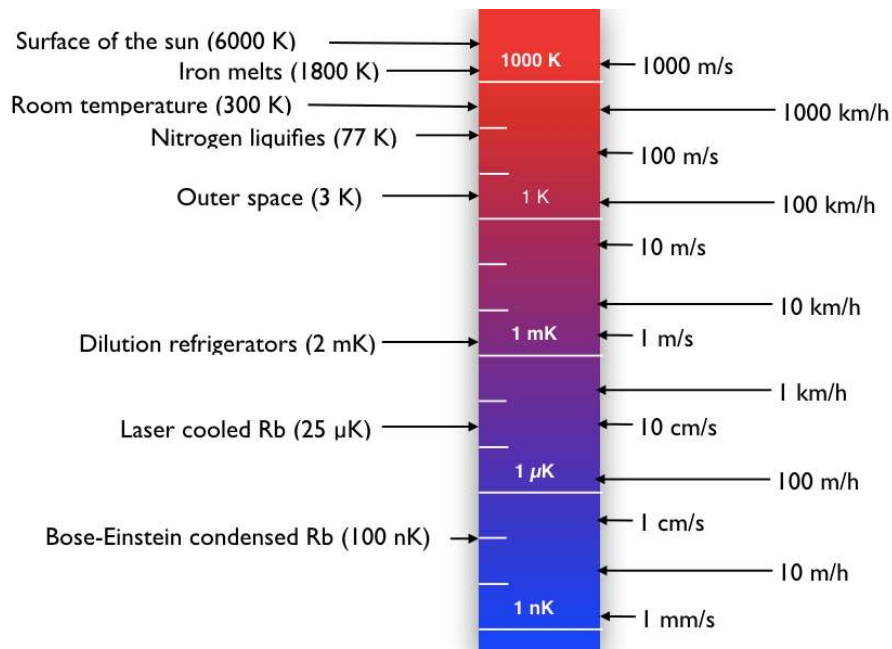 Surface of the sun (6000 K)
Iron melts (1800 K)
Room temperature (300 K)
Nitrogen liquifies (77 K)
Outer space (3 K)
Dilution refrigerators (2 mK)
Laser cooled Rb (25 μK)
Bose-Einstein condensed Rb (100 nK)
1000 K
1 K
1 mK
1 μK
1 nK
1000 m/s
1000 km/h
100 m/s
100 km/h
10 m/s
10 km/h
1 m/s
1 km/h
10 cm/s
100 m/h
1 cm/s
10 m/h
1 mm/s